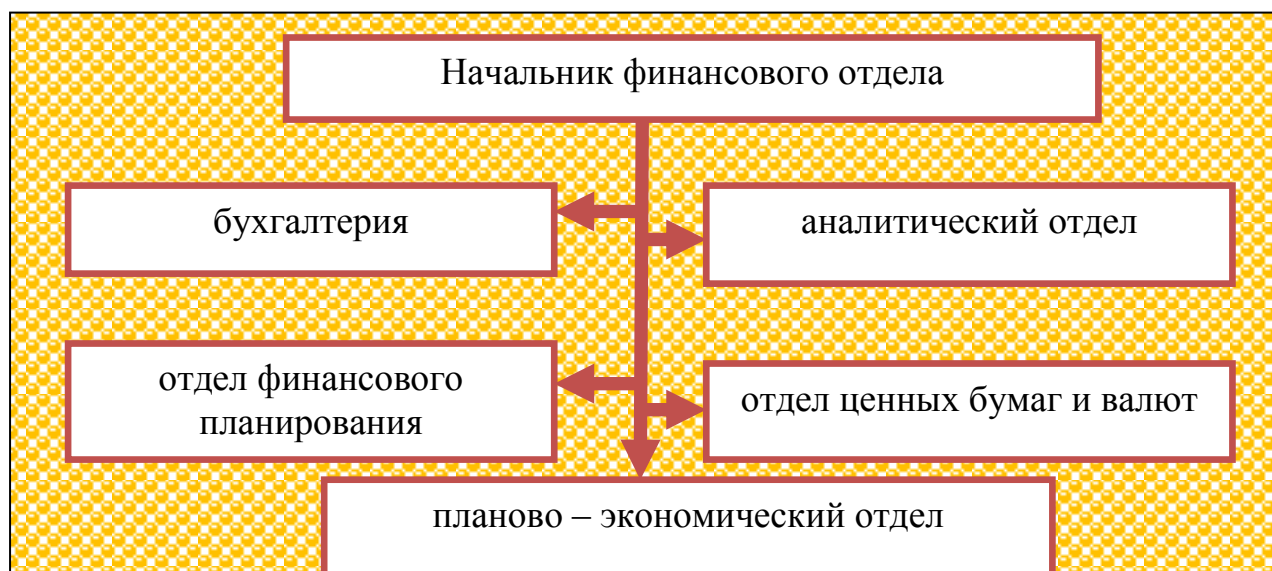 Начальник финансового отдела
бухгалтерия
аналитический отдел
отдел финансового
планирования
отдел ценных бумаг и валют
планово – экономический отдел